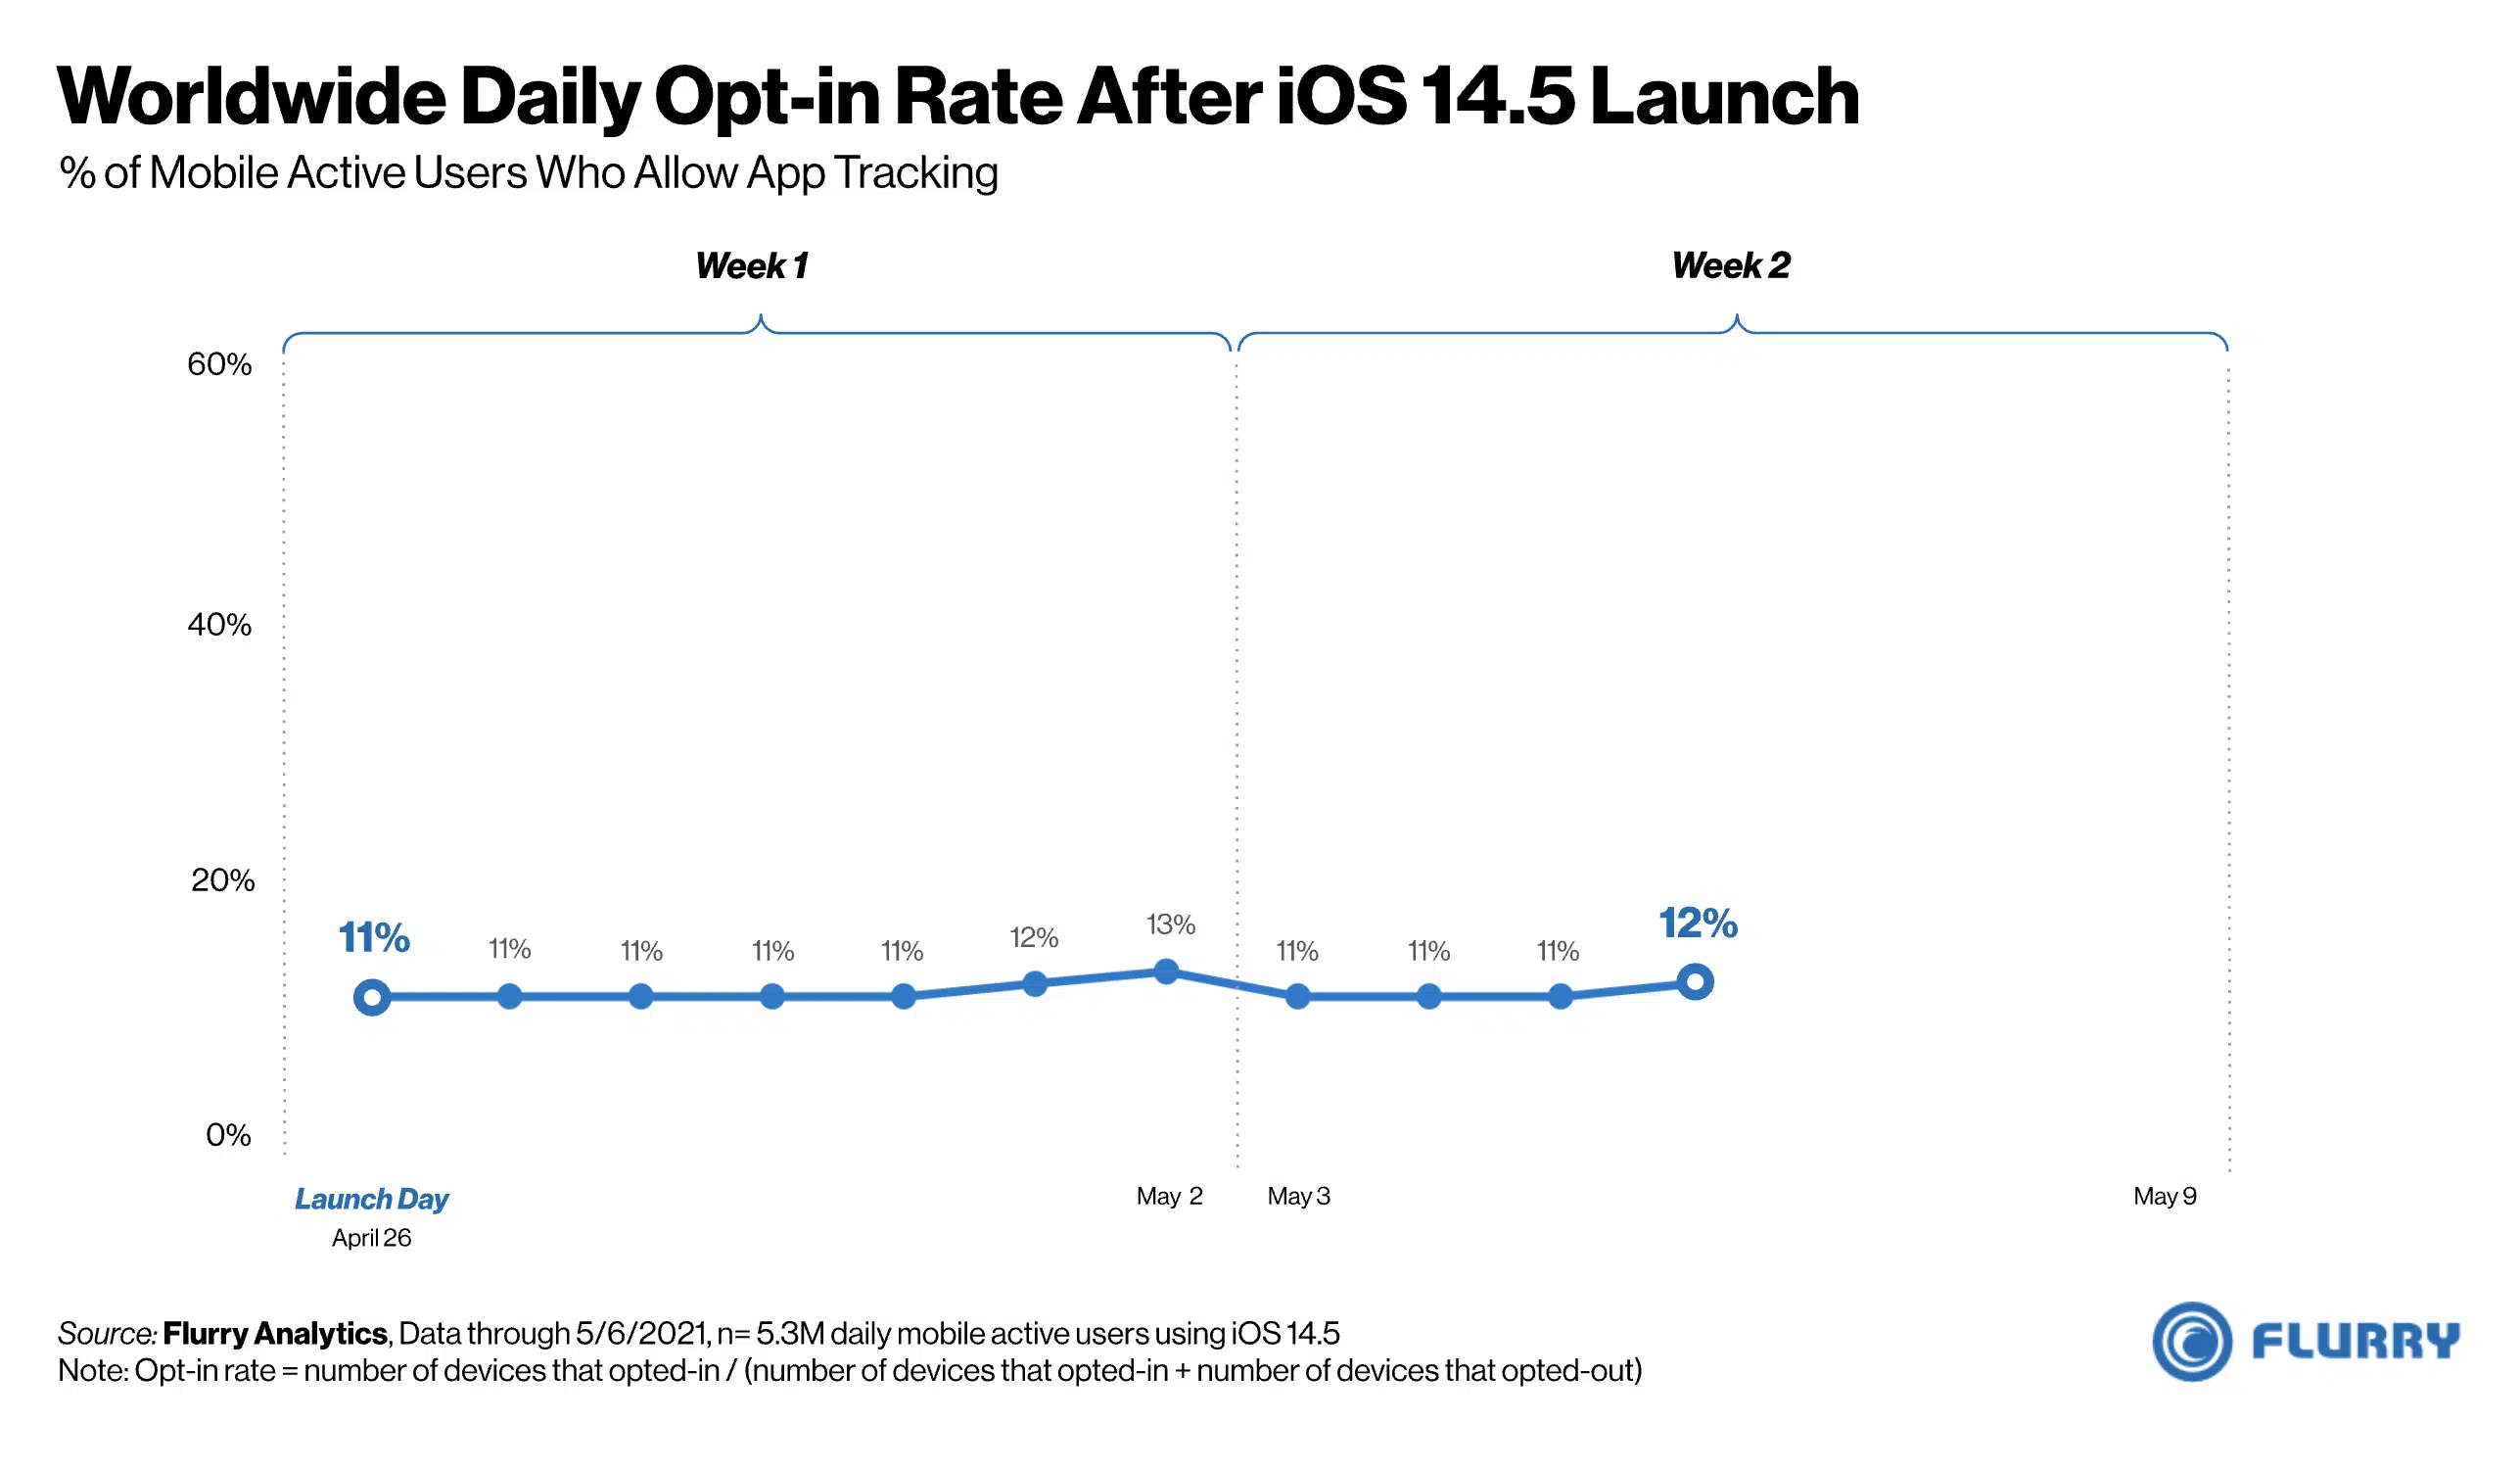 Worldwide Daily Opt-in Rate After iOS 14.5 Launch
% of Mobile Active Users Who Allow App Tracking
Week 1
Week 2
60%
40%
20%
0%
11%
11%
11%
11%
11%
12%
13%
11%
11%
11%
12%
Launch Day
April 26
May 2
May 3
May 9
Source: Flurry Analytics, Data through 5/6/2021, n= 5.3M daily mobile active users using iOS 14.5
Note: Opt-in rate = number of devices that opted-in / (number of devices that opted-in + number of devices that opted-out)
FLURRY